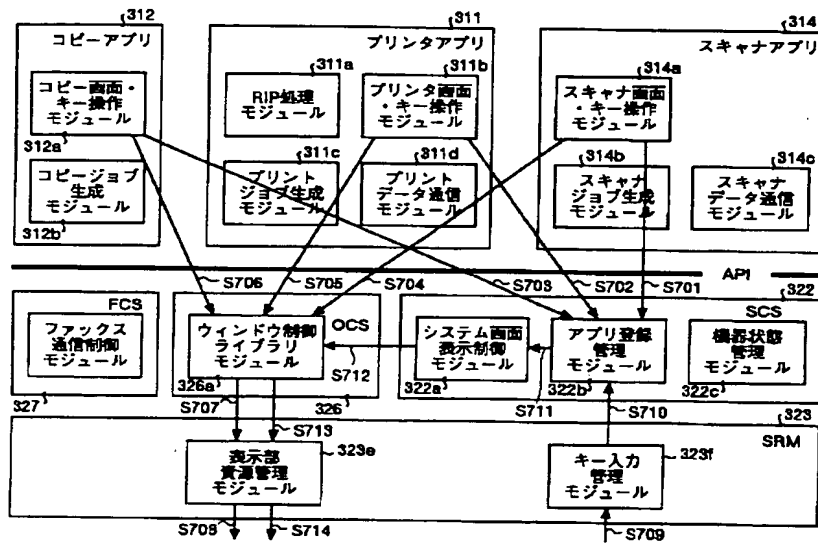 312
コピーアプリ
コピー画面・
キー操作
モジュール
312a
コピージョブ
生成
モジュール
312b
311
プリンタアプリ
311a
RIP処理
モジュール
311b
プリンタ画面
・キー操作
モジュール
311c
プリント
ジョブ生成
モジュール
311d
プリント
データ通信
モジュール
314
スキャナアプリ
314a
スキャナ画面
・キー操作
モジュール
314b
スキャナ
ジョブ生成
モジュール
314c
スキャナ
データ通信
モジュール
API
S706
S705
S704
S703
S702
S701
FCS
ファックス
通信制御
モジュール
327
OCS
ウィンドウ制御
ライブラリ
モジュール
326a
326
S712
322
SCS
システム画面
表示制御
モジュール
322a
アプリ登録
管理
モジュール
322b
機器状態
管理
モジュール
322c
S711
S710
S707
S713
323
SRM
表示部
資源管理
モジュール
323e
キー入力
管理
モジュール
323f
S708
S714
S709